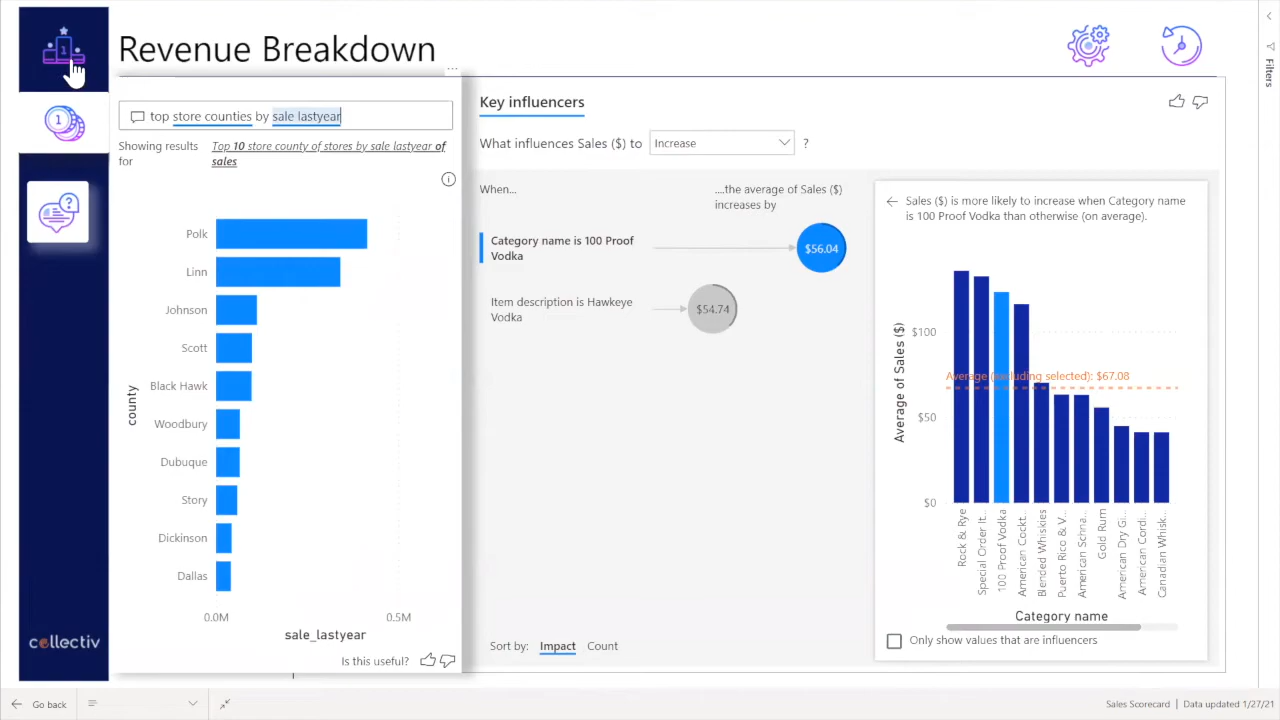 Revenue Breakdown
...
Filters
top store counties by sale lastyear
Showing results for
Top 10 store county of stores by sale lastyear of sales
county
Polk
Linn
Johnson
Scott
Black Hawk
Woodbury
Dubuque
Story
Dickinson
Dallas
0.0M
0.5M
sale_lastyear
Is this useful?
Key influencers
What influences Sales ($) to
Increase
?
When...
....the average of Sales ($)
increases by
Category name is 100 Proof
Vodka
$56.04
Item description is Hawkeye
Vodka
$54.74
Sort by:
Impact
Count
Sales ($) is more likely to increase when Category name
is 100 Proof Vodka than otherwise (on average).
Average of Sales ($)
$100
$50
$0
Average (excluding selected): $67.08
Rock & Rye
Special Order It...
100 Proof Vodka
American Cockt...
Blended Whiskies
Puerto Rico & V...
American Schna...
Gold Rum
American Dry Gi...
American Cordi...
Canadian Whisk...
Category name
Only show values that are influencers
collectiv
Go back
Sales Scorecard | Data updated 1/27/21